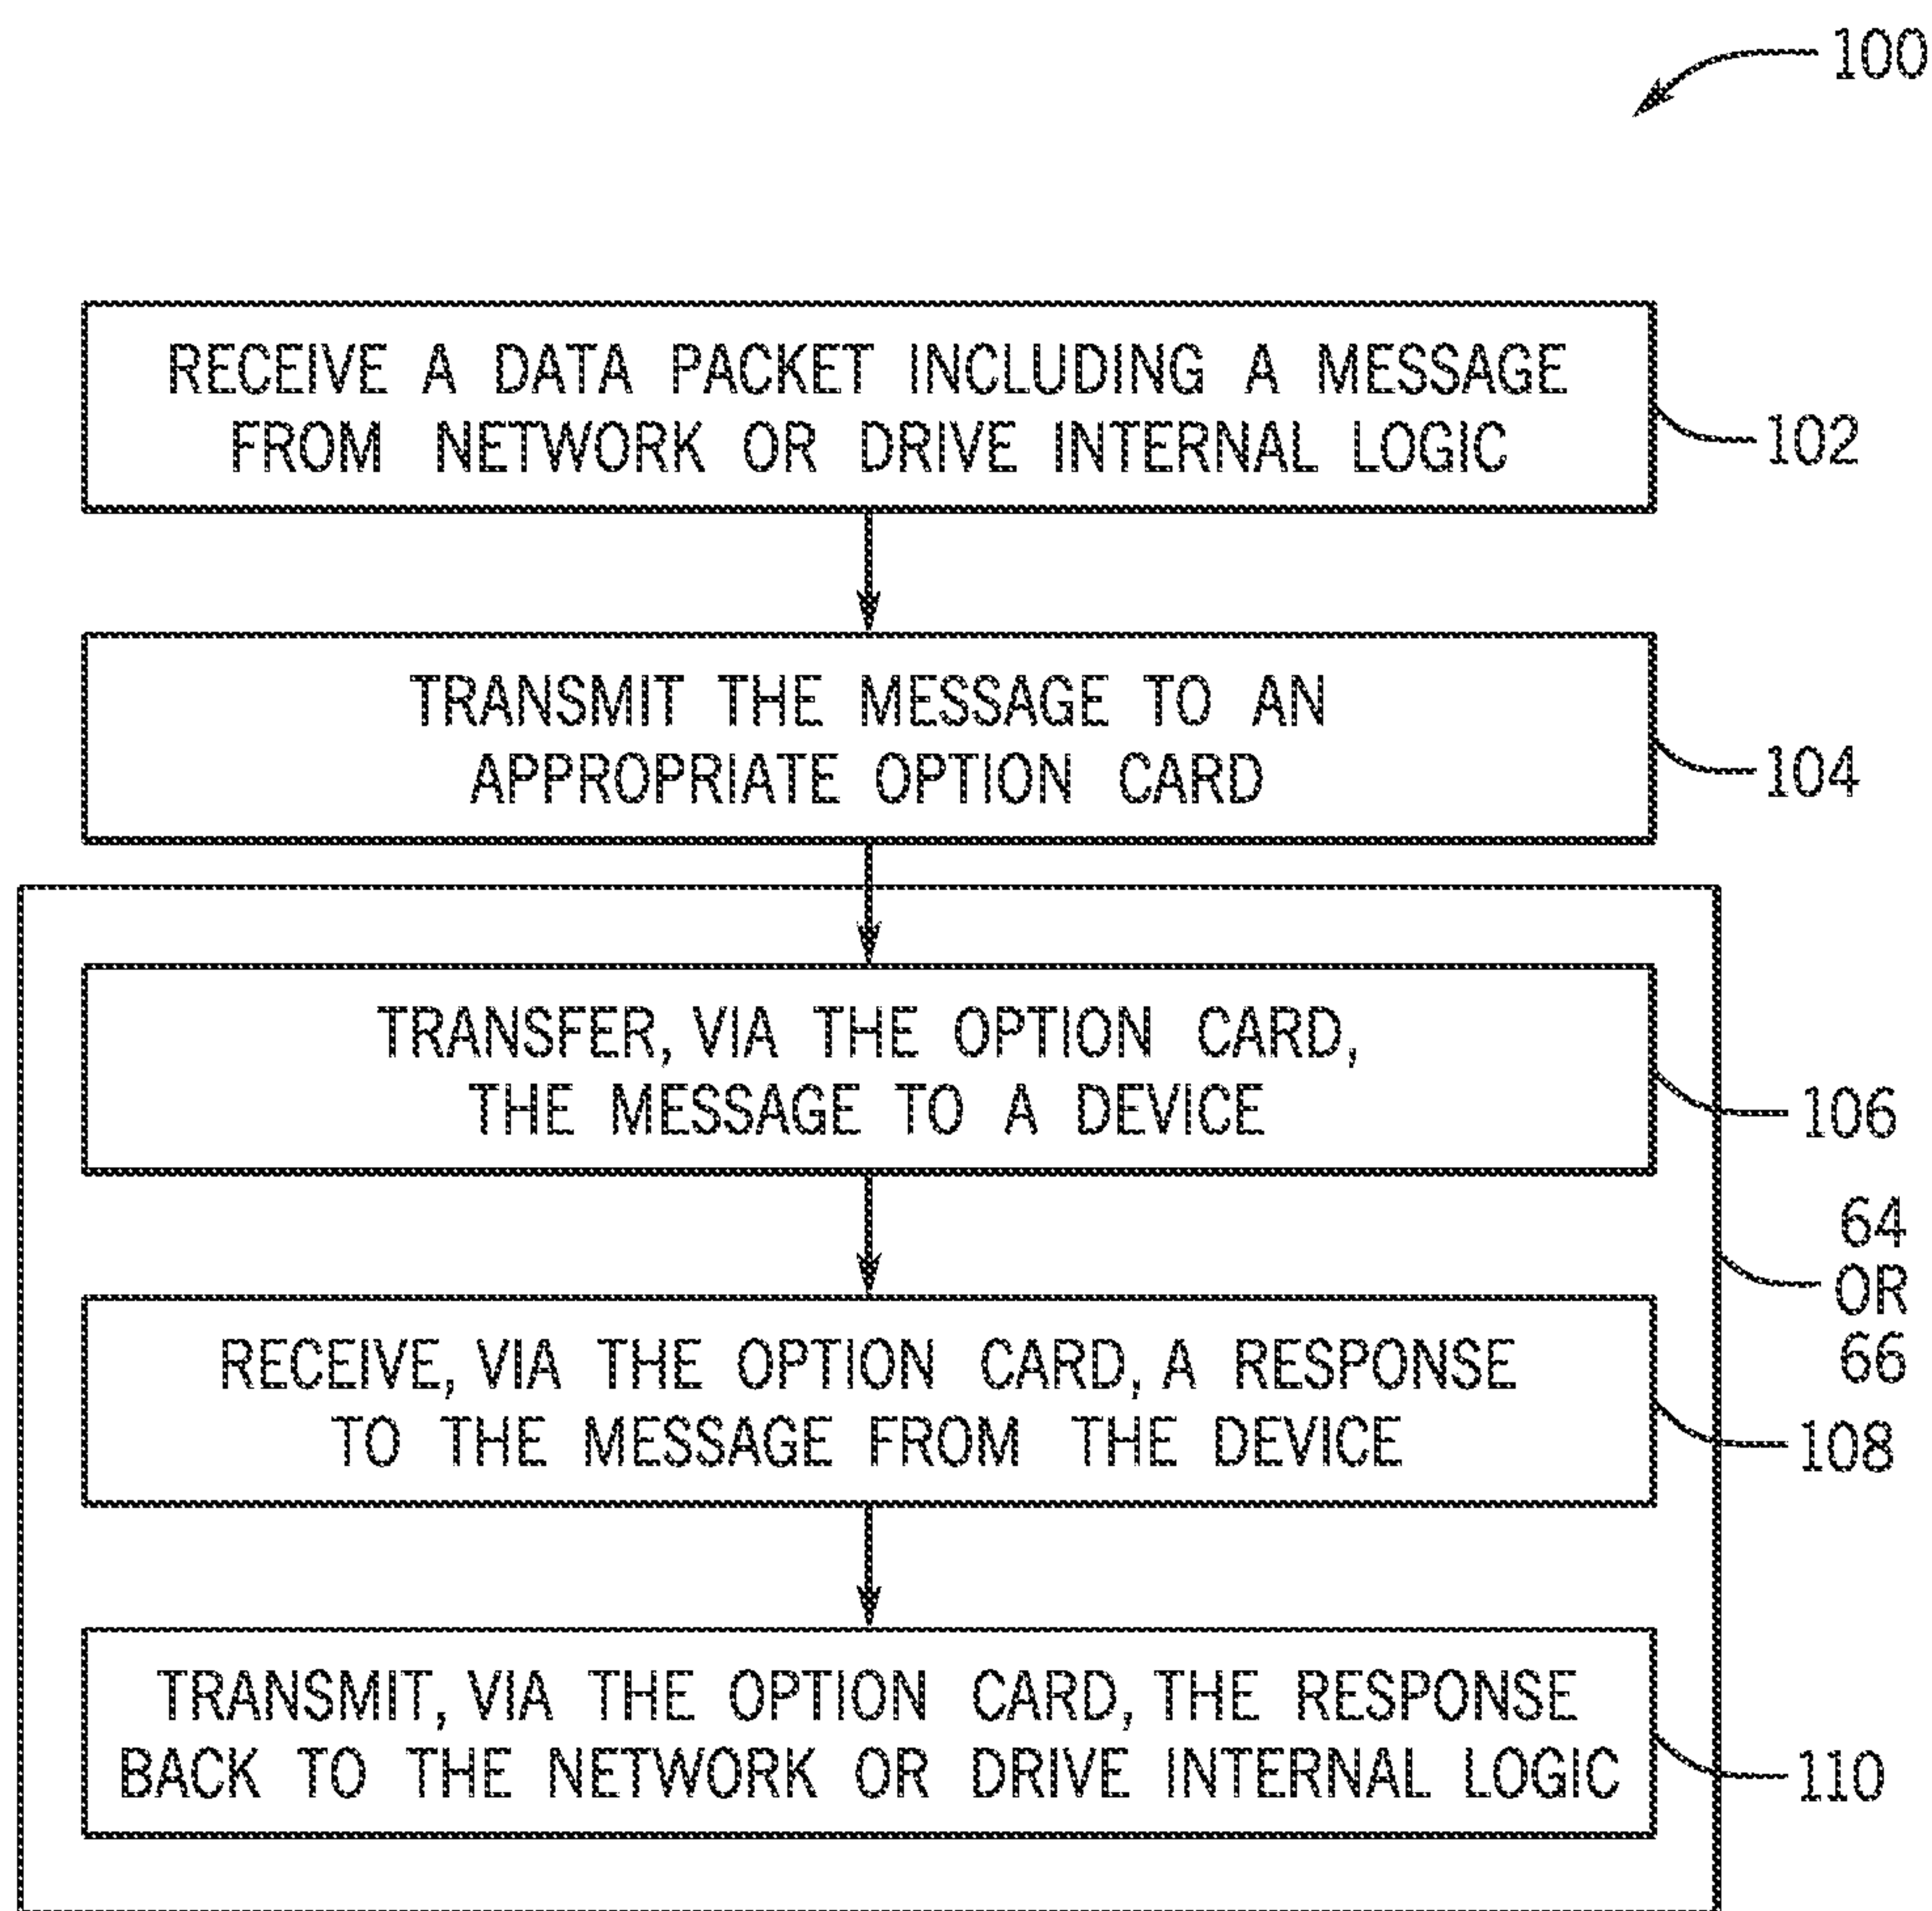 100
RECEIVE A DATA PACKET INCLUDING A MESSAGE
FROM NETWORK OR DRIVE INTERNAL LOGIC
102
TRANSMIT THE MESSAGE TO AN
APPROPRIATE OPTION CARD
104
TRANSFER, VIA THE OPTION CARD,
THE MESSAGE TO A DEVICE
106
64
OR
66
RECEIVE, VIA THE OPTION CARD, A RESPONSE
TO THE MESSAGE FROM THE DEVICE
108
TRANSMIT, VIA THE OPTION CARD, THE RESPONSE
BACK TO THE NETWORK OR DRIVE INTERNAL LOGIC
110